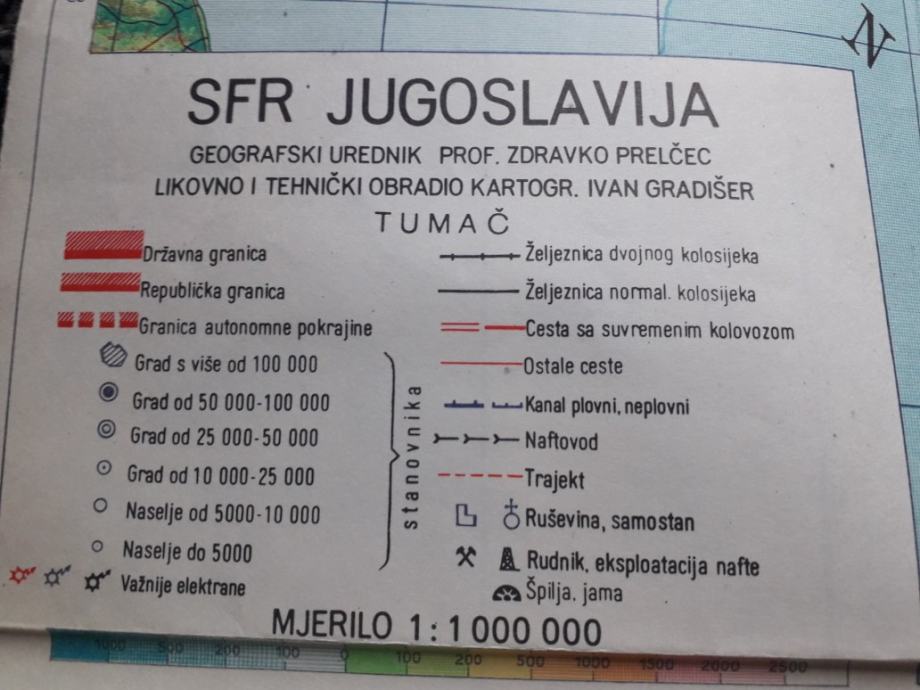 N
SFR JUGOSLAVIJA
GEOGRAFSKI UREDNIK PROF. ZDRAVKO PRELČEC
LIKOVNO I TEHNIČKI OBRADIO KARTOGR. IVAN GRADIŠER
TUMAČ
Državna granica
Republička granica
Granica autonomne pokrajine
Grad s više od 100 000
Grad od 50 000-100 000
Grad od 25 000-50 000
Grad od 10 000-25 000
Naselje od 5000-10 000
Naselje do 5000
stanovnika
Važnije elektrane
Željeznica dvojnog kolosijeka
Željeznica normal. kolosijeka
Cesta sa suvremenim kolovozom
Ostale ceste
Kanal plovni, neplovni
Naftovod
Trajekt
Ruševina, samostan
Rudnik, eksploatacija nafte
Špilja, jama
MJERILO 1:1 000 000
1000 500 200 100 0 100 200 500 1000 1500 2000 2500